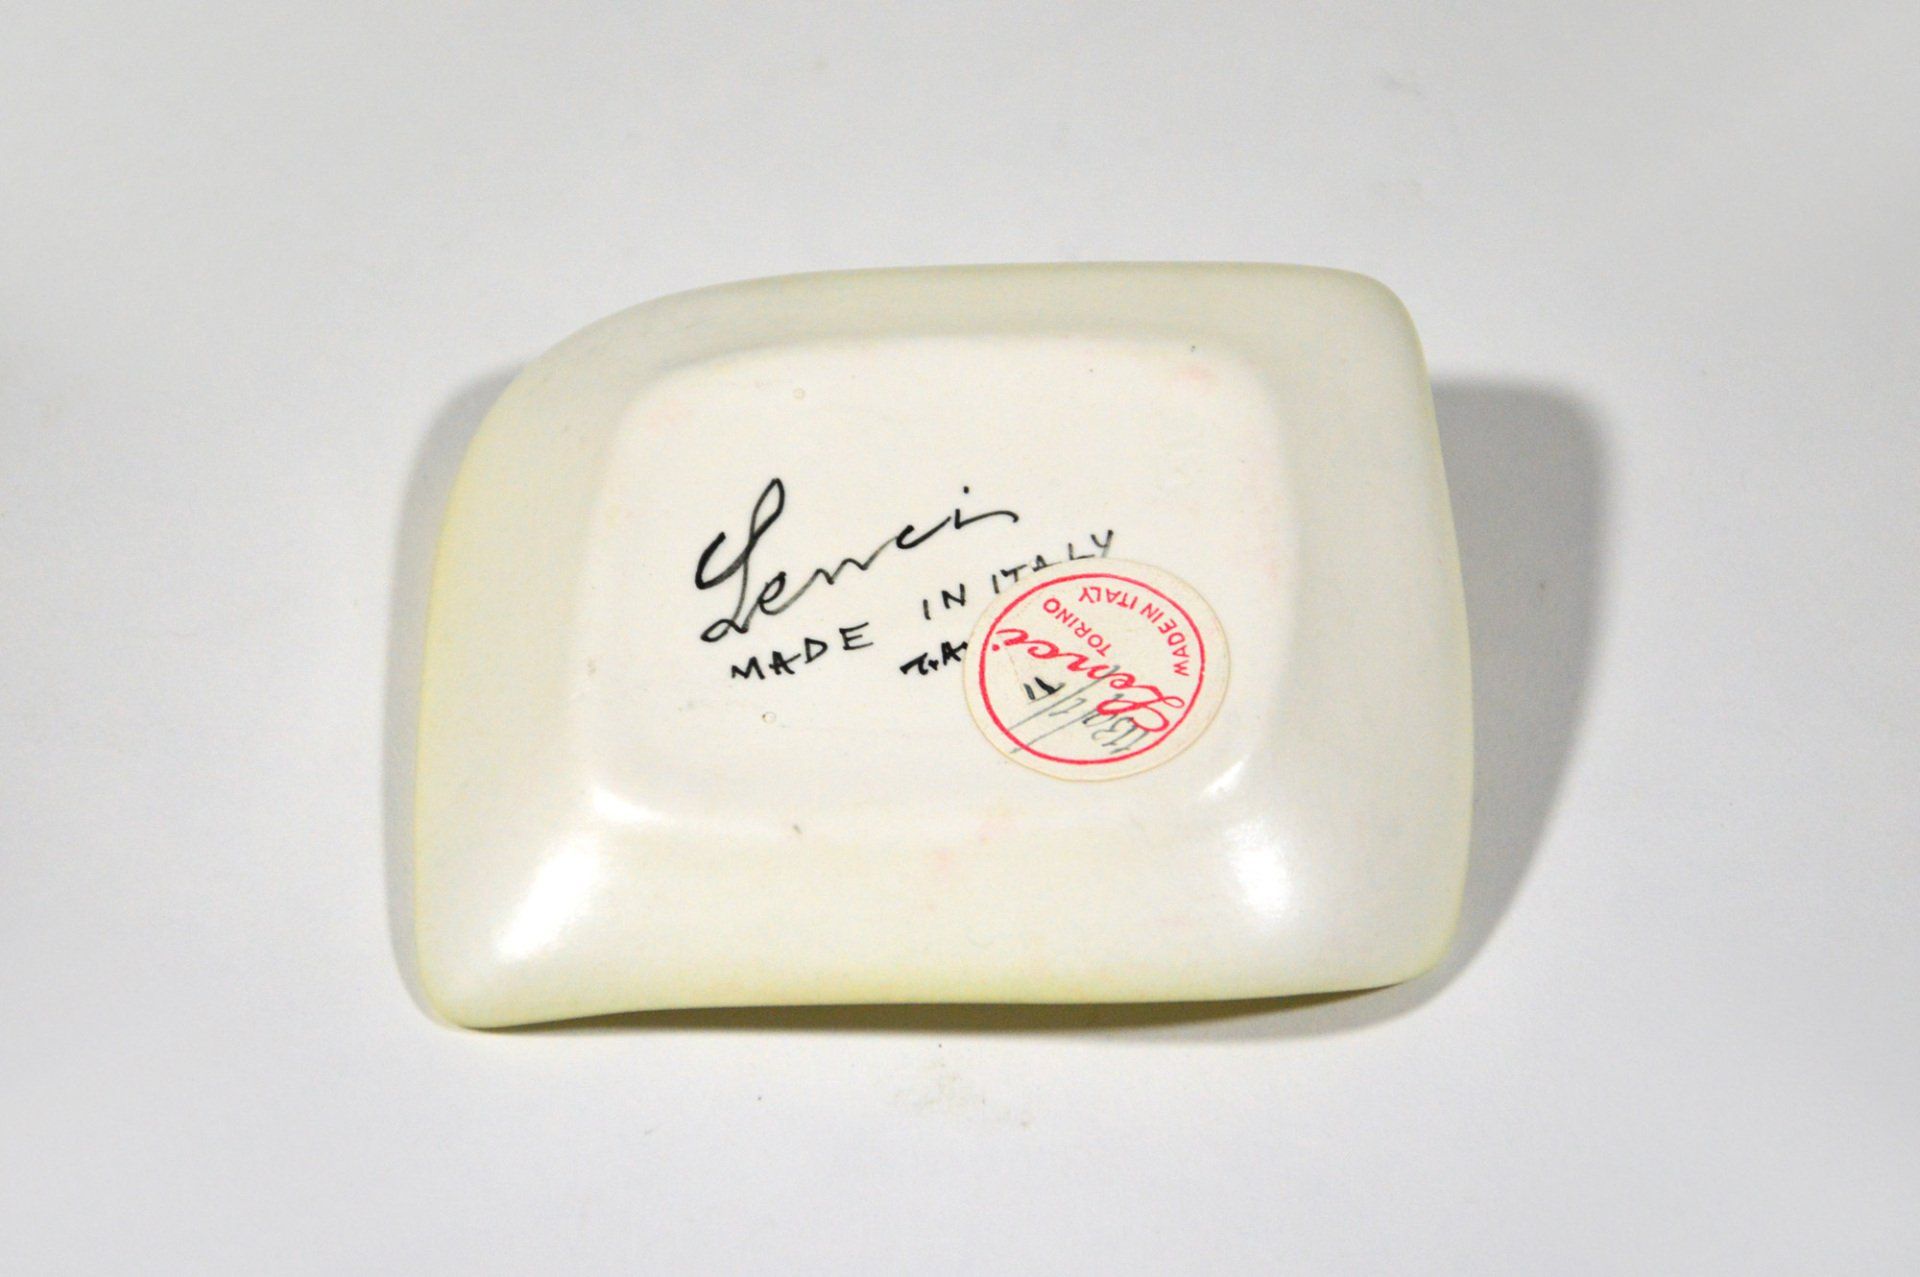 Lenci
MADE IN ITALY
T.A.
MADE IN ITALY
TORINO
Lenci